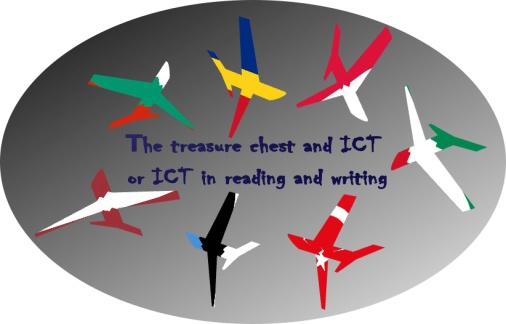 The treasure chest and ICT
or ICT in reading and writing